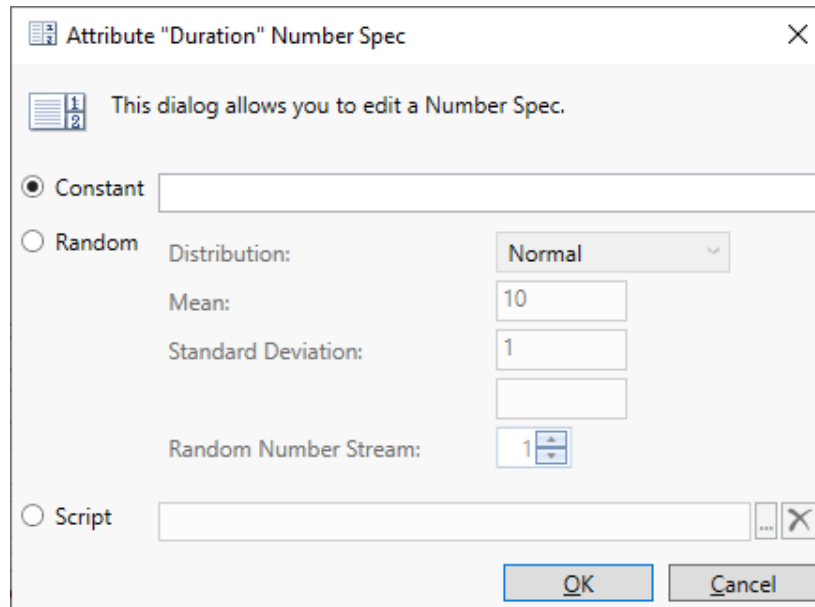 Attribute "Duration" Number Spec
This dialog allows you to edit a Number Spec.
Constant
Random
Distribution: Normal
Mean: 10
Standard Deviation: 1
Random Number Stream: 1
Script
...
OK Cancel